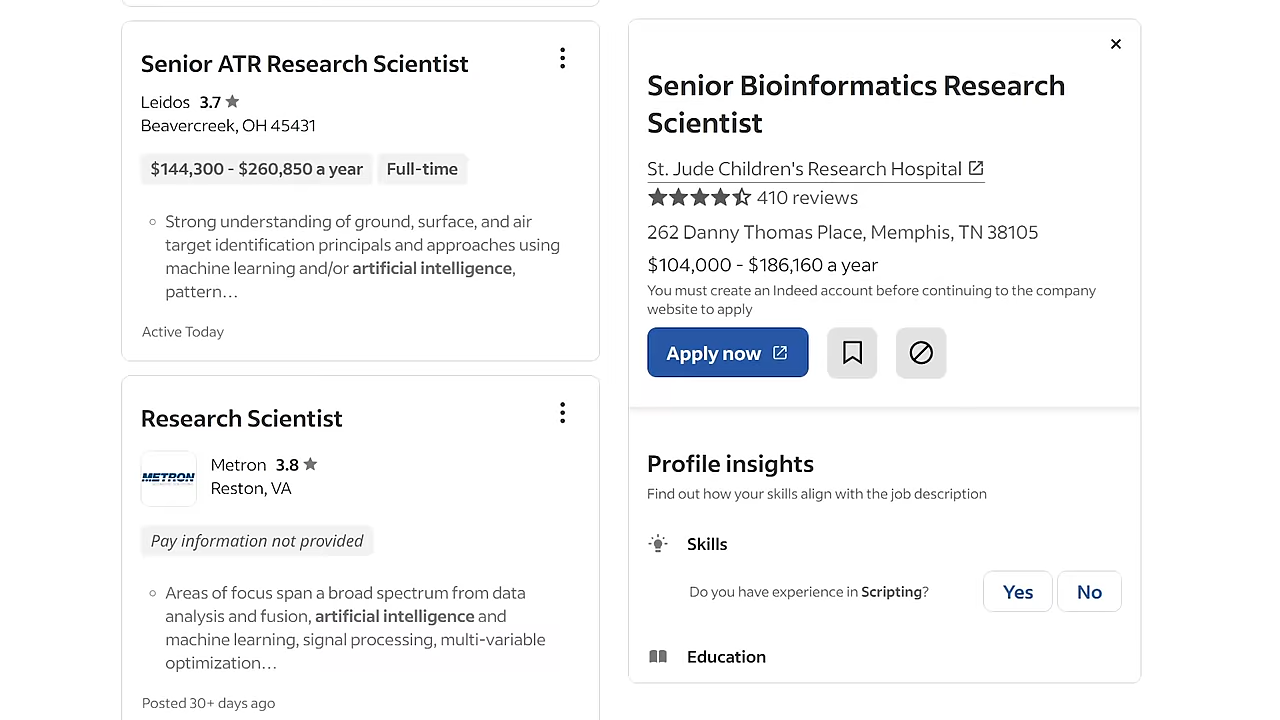 Senior ATR Research Scientist
Leidos 3.7 ★
Beavercreek, OH 45431
$144,300 - $260,850 a year Full-time
Strong understanding of ground, surface, and air
target identification principals and approaches using
machine learning and/or artificial intelligence,
pattern…
Active Today
Research Scientist
METRON
Metron 3.8 ★
Reston, VA
Pay information not provided
Areas of focus span a broad spectrum from data
analysis and fusion, artificial intelligence and
machine learning, signal processing, multi-variable
optimization…
Posted 30+ days ago
Senior Bioinformatics Research
Scientist
St. Jude Children's Research Hospital
410 reviews
262 Danny Thomas Place, Memphis, TN 38105
$104,000 - $186,160 a year
You must create an Indeed account before continuing to the company
website to apply
Apply now
Profile insights
Find out how your skills align with the job description
Skills
Do you have experience in Scripting?
Yes No
Education